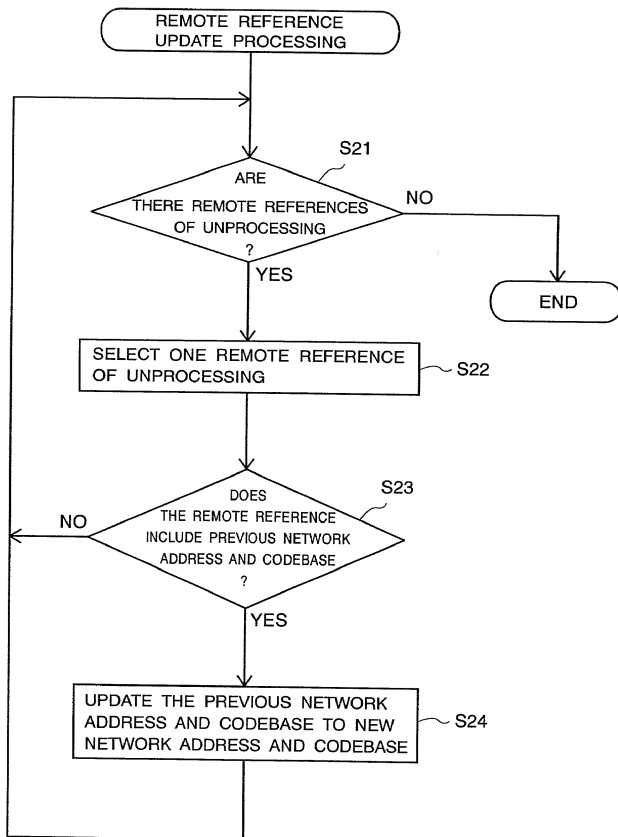 REMOTE REFERENCE
UPDATE PROCESSING
S21
ARE
THERE REMOTE REFERENCES
OF UNPROCESSING
?
NO
YES
END
SELECT ONE REMOTE REFERENCE
OF UNPROCESSING
S22
S23
DOES
THE REMOTE REFERENCE
INCLUDE PREVIOUS NETWORK
ADDRESS AND CODEBASE
?
NO
YES
UPDATE THE PREVIOUS NETWORK
ADDRESS AND CODEBASE TO NEW
NETWORK ADDRESS AND CODEBASE
S24